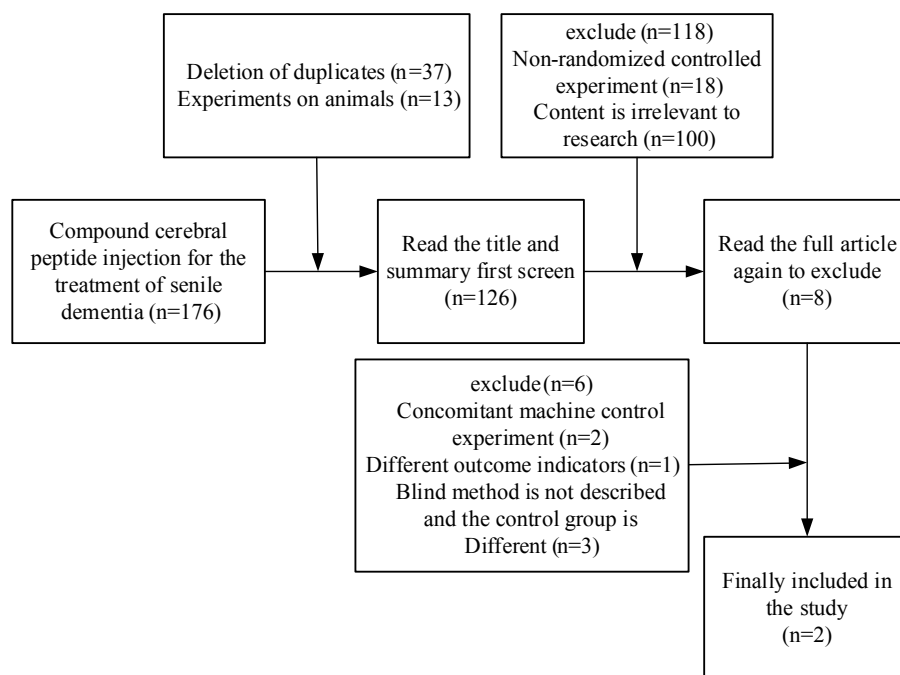 Deletion of duplicates (n=37)
Experiments on animals (n=13)
exclude (n=118)
Non-randomized controlled
experiment (n=18)
Content is irrelevant to
research (n=100)
Compound cerebral
peptide injection for the
treatment of senile
dementia (n=176)
Read the title and
summary first screen
(n=126)
Read the full article
again to exclude
(n=8)
exclude(n=6)
Concomitant machine control
experiment (n=2)
Different outcome indicators (n=1)
Blind method is not described
and the control group is
Different (n=3)
Finally included in
the study
(n=2)